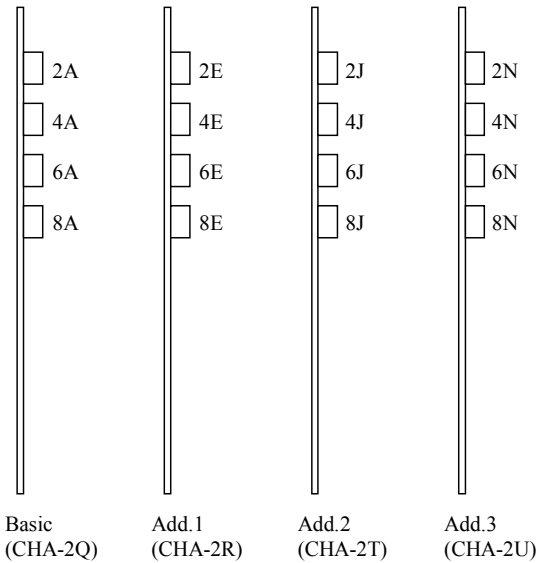 2A
4A
6A
8A
Basic
(CHA-2Q)
2E
4E
6E
8E
Add.1
(CHA-2R)
2J
4J
6J
8J
Add.2
(CHA-2T)
2N
4N
6N
8N
Add.3
(CHA-2U)